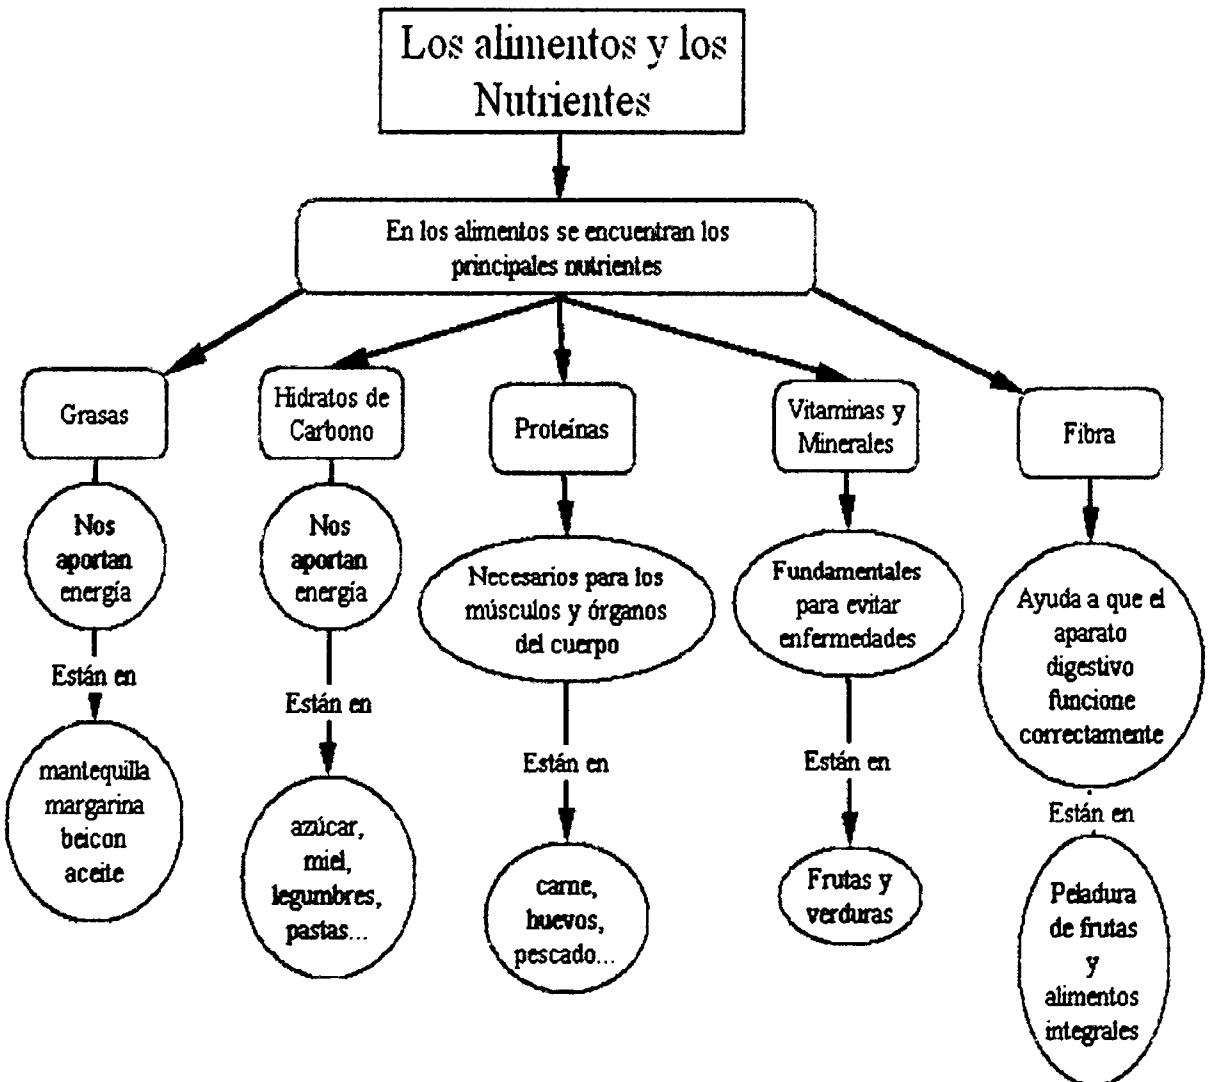 Los alimentos y los
Nutrientes
En los alimentos se encuentran los
principales nutrientes
Grasas
Hidratos de
Carbono
Proteínas
Vitaminas y
Minerales
Fibra
Nos
aportan
energía
Nos
aportan
energía
Necesarios para los
músculos y órganos
del cuerpo
Fundamentales
para evitar
enfermedades
Ayuda a que el
aparato
digestivo
funcione
correctamente
Están en
Están en
Están en
Están en
Están en
mantequilla
margarina
beicon
aceite
azúcar,
miel,
legumbres,
pastas...
carne,
huevos,
pescado...
Frutas y
verduras
Peladura
de frutas
y
alimentos
integrales